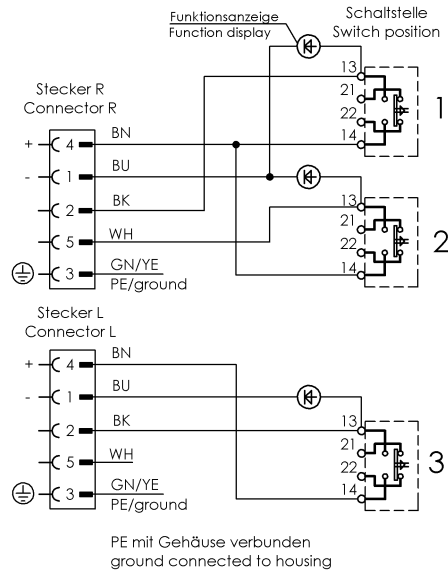 Funktionsanzeige
Function display
Schaltstelle
Switch position
Stecker R
Connector R
+ 4 BN
- 1 BU
2 BK
5 WH
3 GN/YE
PE/ground
13
21
22
14
1
13
21
22
14
2
Stecker L
Connector L
+ 4 BN
- 1 BU
2 BK
5 WH
3 GN/YE
PE/ground
13
21
22
14
3
PE mit Gehäuse verbunden
ground connected to housing